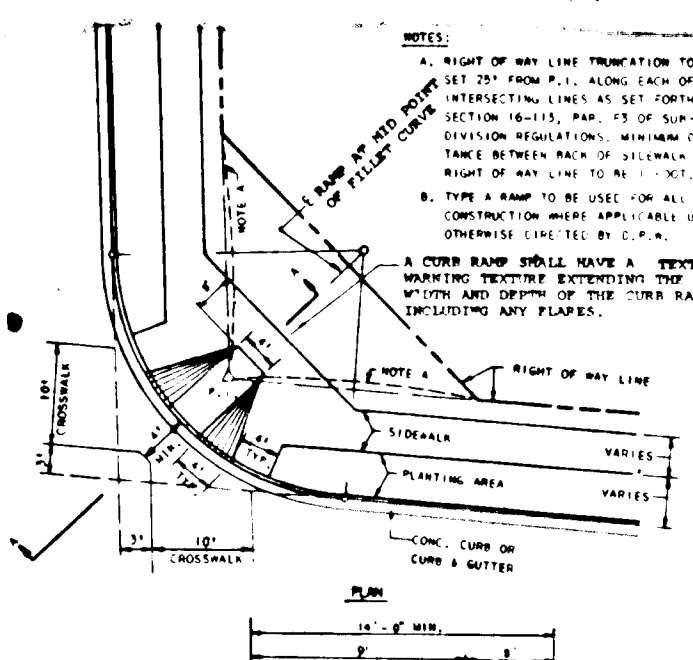 NOTES:
A. RIGHT OF WAY LINE TRUNCATION TO
SET 25' FROM P.I. ALONG EACH OF
INTERSECTING LINES AS SET FORTH
SECTION 16-113, PAR. F3 OF SUB-
DIVISION REGULATIONS. MINIMUM
TANCE BETWEEN BACK OF SIDEWALK
RIGHT OF WAY LINE TO BE 1 FOOT.
B. TYPE A RAMP TO BE USED FOR ALL
CONSTRUCTION WHERE APPLICABLE
OTHERWISE DIRECTED BY D.P.W.
A CURB RAMP SHALL HAVE A TEXT
WARNING TEXTURE EXTENDING THE
WIDTH AND DEPTH OF THE CURB RA
INCLUDING ANY FLARES.
RAMP AT MID POINT
OF FILLET CURVE
NOTE A
A
4'
NOTE A
RIGHT OF WAY LINE
10'
CROSSWALK
3'
4'
MIN.
4'
TYP.
4'
TYP.
SIDEWALK
VARIES
PLANTING AREA
VARIES
A
3'
10'
CROSSWALK
CONC. CURB OR
CURB & GUTTER
PLAN
14'-0" MIN.
9'